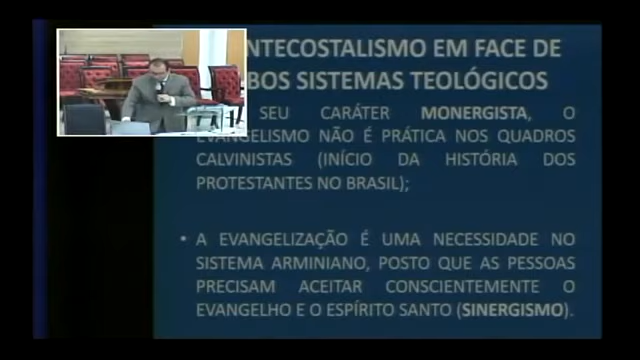 NTECOSTALISMO EM FACE DE
BOS SISTEMAS TEOLÓGICOS
SEU CARÁTER MONERGISTA, O
EVANGELISMO NÃO É PRÁTICA NOS QUADROS
CALVINISTAS (INÍCIO DA HISTÓRIA DOS
PROTESTANTES NO BRASIL);
• A EVANGELIZAÇÃO É UMA NECESSIDADE NO
SISTEMA ARMINIANO, POSTO QUE AS PESSOAS
PRECISAM ACEITAR CONSCIENTEMENTE O
EVANGELHO E O ESPÍRITO SANTO (SINERGISMO).